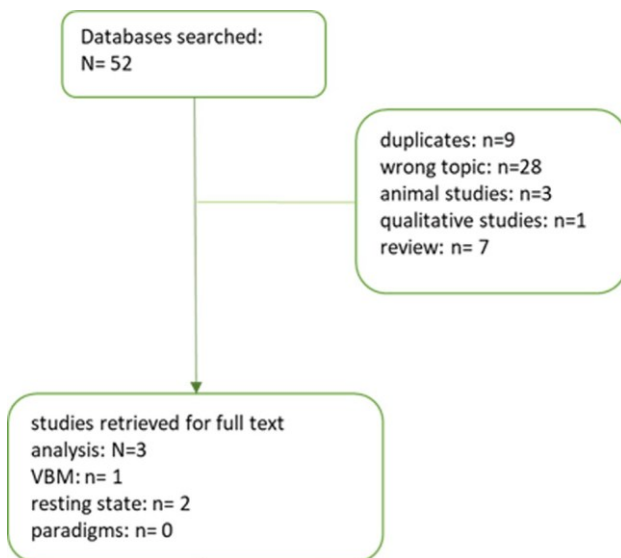 Databases searched:
N= 52
duplicates: n=9
wrong topic: n=28
animal studies: n=3
qualitative studies: n=1
review: n= 7
studies retrieved for full text
analysis: N=3
VBM: n= 1
resting state: n= 2
paradigms: n= 0